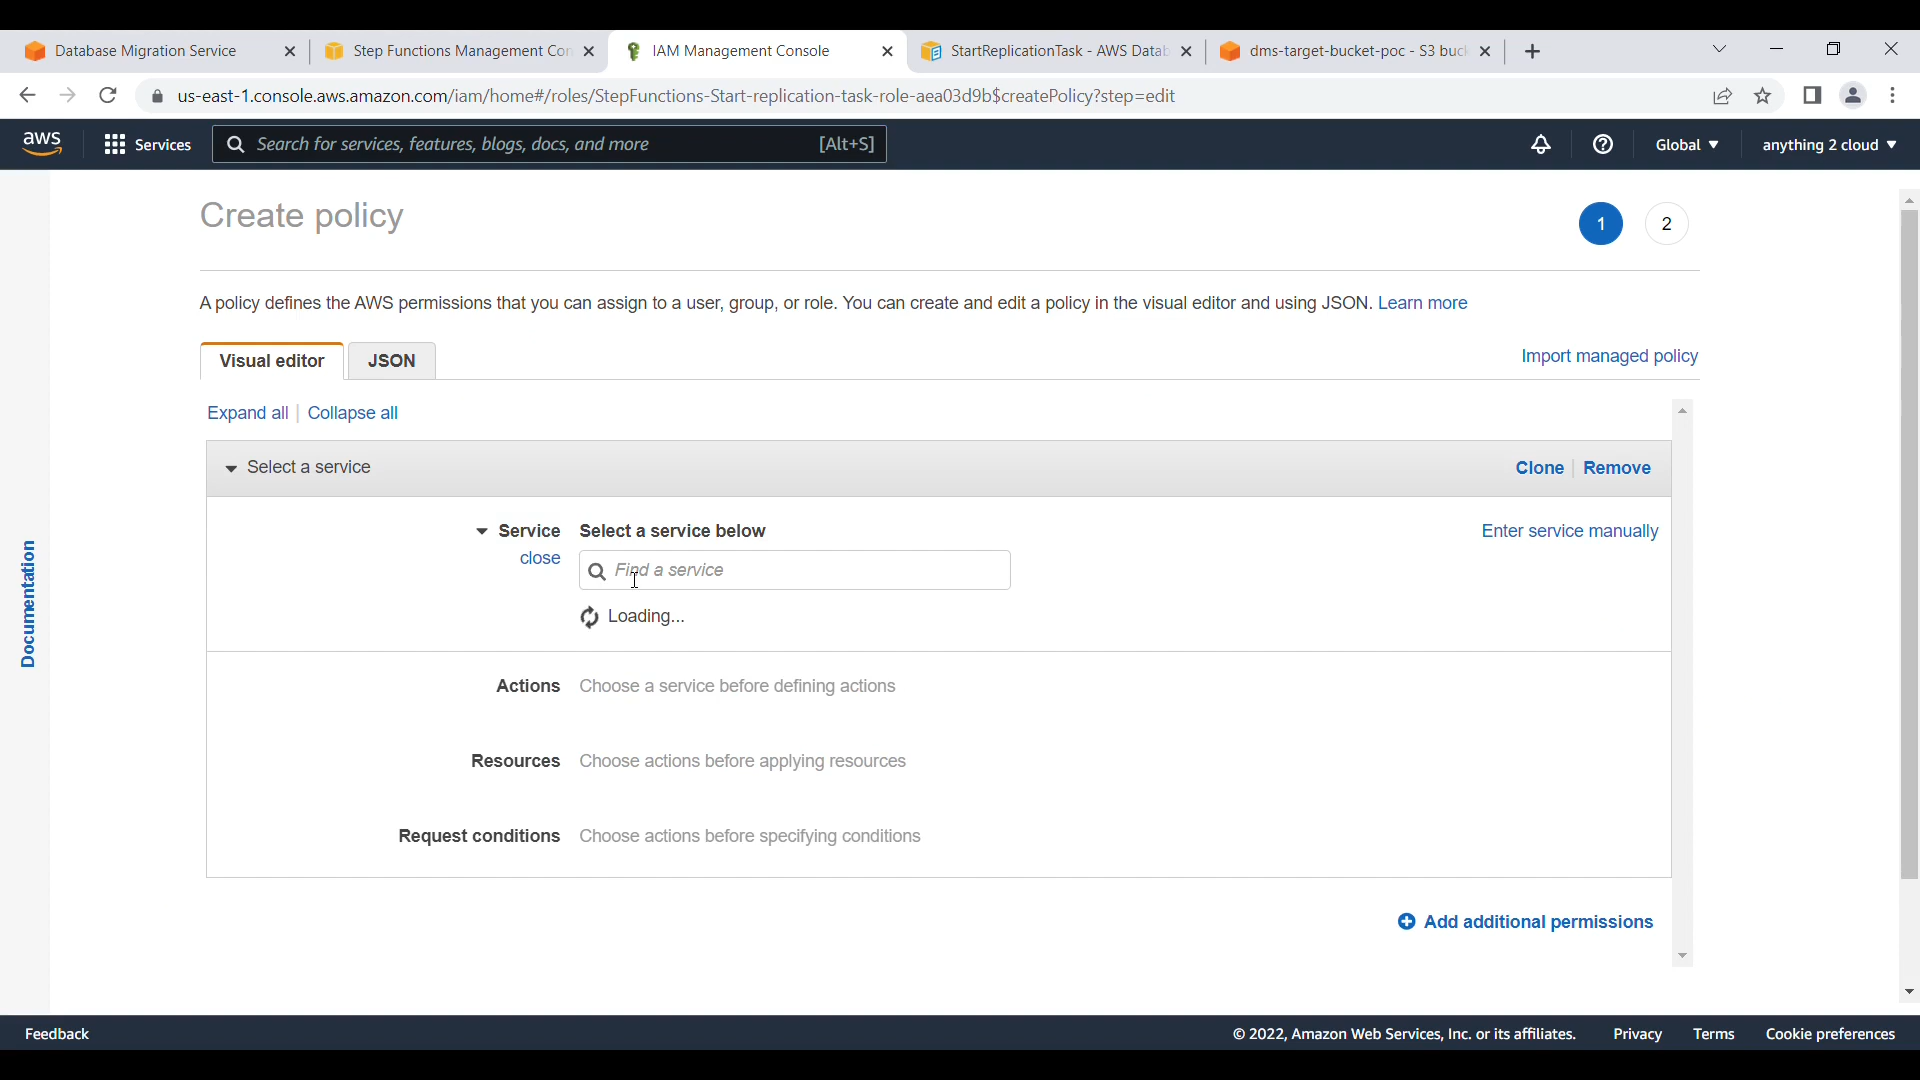 Database Migration Service
Step Functions Management Con
IAM Management Console
StartReplicationTask - AWS Datab
dms-target-bucket-poc - S3 buck
us-east-1.console.aws.amazon.com/iam/home#/roles/StepFunctions-Start-replication-task-role-aea03d9b$createPolicy?step=edit
aws
Services
Search for services, features, blogs, docs, and more
[Alt+S]
Global
anything 2 cloud
Create policy
1
2
A policy defines the AWS permissions that you can assign to a user, group, or role. You can create and edit a policy in the visual editor and using JSON. Learn more
Visual editor
JSON
Import managed policy
Expand all
Collapse all
Select a service
Clone
Remove
Service
Select a service below
Enter service manually
close
Find a service
Loading...
Actions
Choose a service before defining actions
Resources
Choose actions before applying resources
Request conditions
Choose actions before specifying conditions
Add additional permissions
Documentation
Feedback
© 2022, Amazon Web Services, Inc. or its affiliates.
Privacy
Terms
Cookie preferences